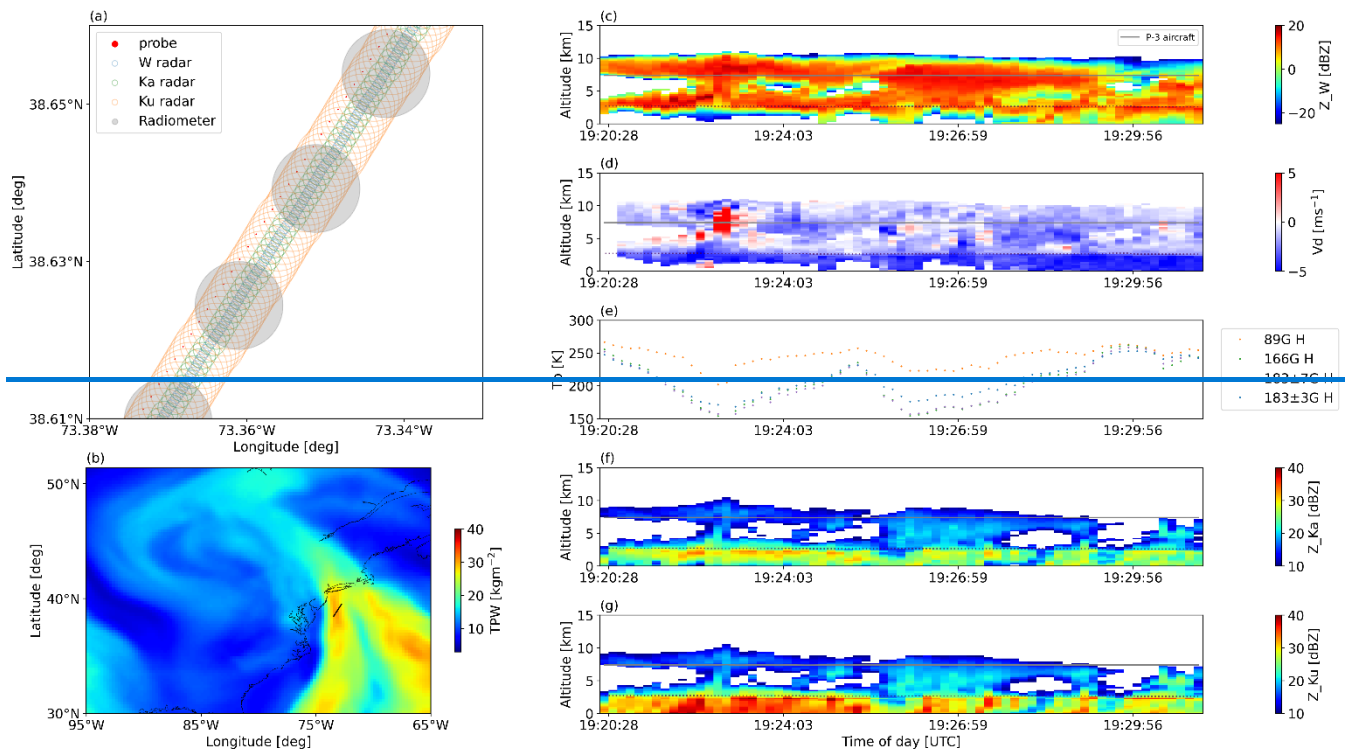 (a)
probe
W radar
Ka radar
Ku radar
Radiometer
38.65°N
38.63°N
38.61°N
Latitude [deg]
73.38°W
73.36°W
73.34°W
Longitude [deg]
(b)
50°N
40°N
30°N
Latitude [deg]
95°W
85°W
75°W
65°W
Longitude [deg]
40
30
20
10
TPW [kgm⁻²]
(c)
P-3 aircraft
15
10
5
0
Altitude [km]
19:20:28
19:24:03
19:26:59
19:29:56
20
0
−20
Z_W [dBZ]
(d)
15
10
5
0
Altitude [km]
19:20:28
19:24:03
19:26:59
19:29:56
5
0
−5
Vd [ms⁻¹]
(e)
300
250
200
150
[K]
19:20:28
19:24:03
19:26:59
19:29:56
89G H
166G H
183±7G H
183±3G H
(f)
15
10
5
0
Altitude [km]
19:20:28
19:24:03
19:26:59
19:29:56
40
30
20
10
Z_Ka [dBZ]
(g)
15
10
5
0
Altitude [km]
19:20:28
19:24:03
19:26:59
19:29:56
Time of day [UTC]
40
30
20
10
Z_Ku [dBZ]